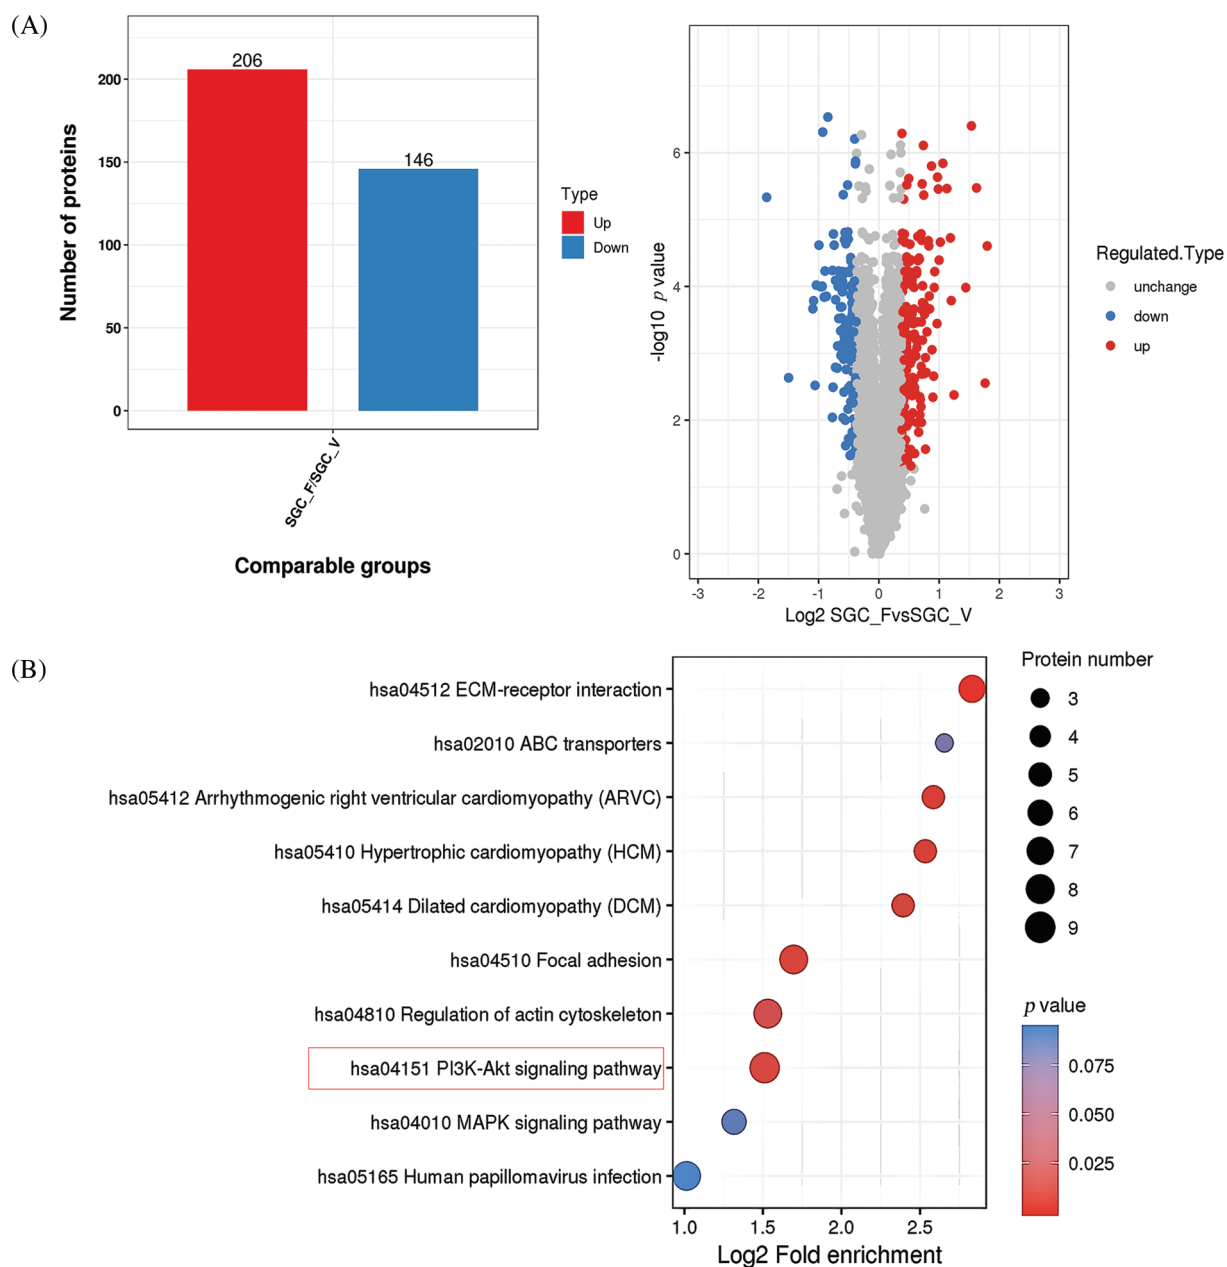 (A)
Number of proteins
200
150
100
50
0
206
146
SGC_F/SGC_V
Comparable groups
Type
Up
Down
-log10 p value
6
4
2
0
-3 -2 -1 0 1 2 3
Log2 SGC_FvsSGC_V
Regulated.Type
unchange
down
up
(B)
hsa04512 ECM-receptor interaction
hsa02010 ABC transporters
hsa05412 Arrhythmogenic right ventricular cardiomyopathy (ARVC)
hsa05410 Hypertrophic cardiomyopathy (HCM)
hsa05414 Dilated cardiomyopathy (DCM)
hsa04510 Focal adhesion
hsa04810 Regulation of actin cytoskeleton
hsa04151 PI3K-Akt signaling pathway
hsa04010 MAPK signaling pathway
hsa05165 Human papillomavirus infection
1.0 1.5 2.0 2.5
Log2 Fold enrichment
Protein number
3
4
5
6
7
8
9
p value
0.075
0.050
0.025